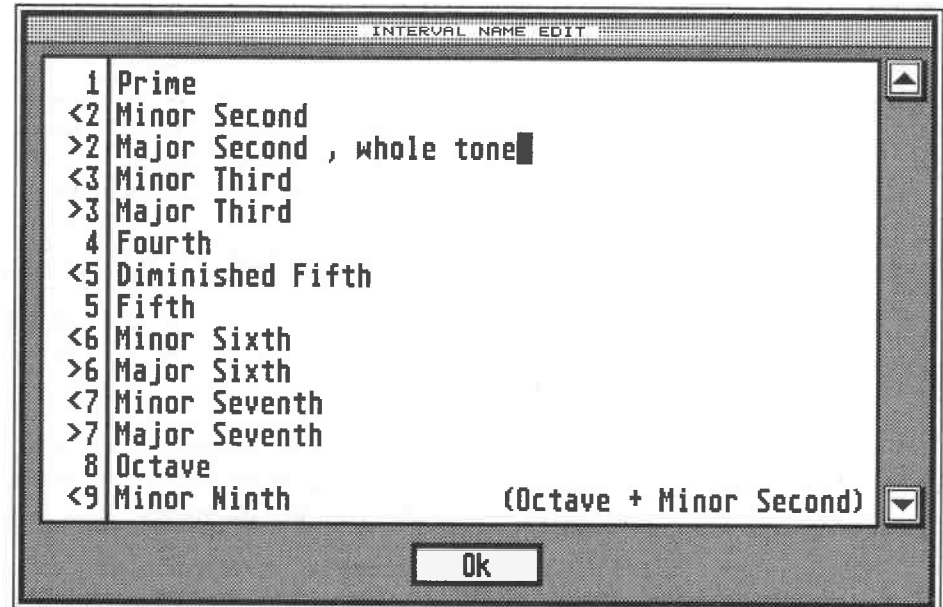 INTERVAL NAME EDIT
1 Prime
<2 Minor Second
>2 Major Second , whole tone
<3 Minor Third
>3 Major Third
4 Fourth
<5 Diminished Fifth
5 Fifth
<6 Minor Sixth
>6 Major Sixth
<7 Minor Seventh
>7 Major Seventh
8 Octave
<9 Minor Ninth (Octave + Minor Second)
Ok